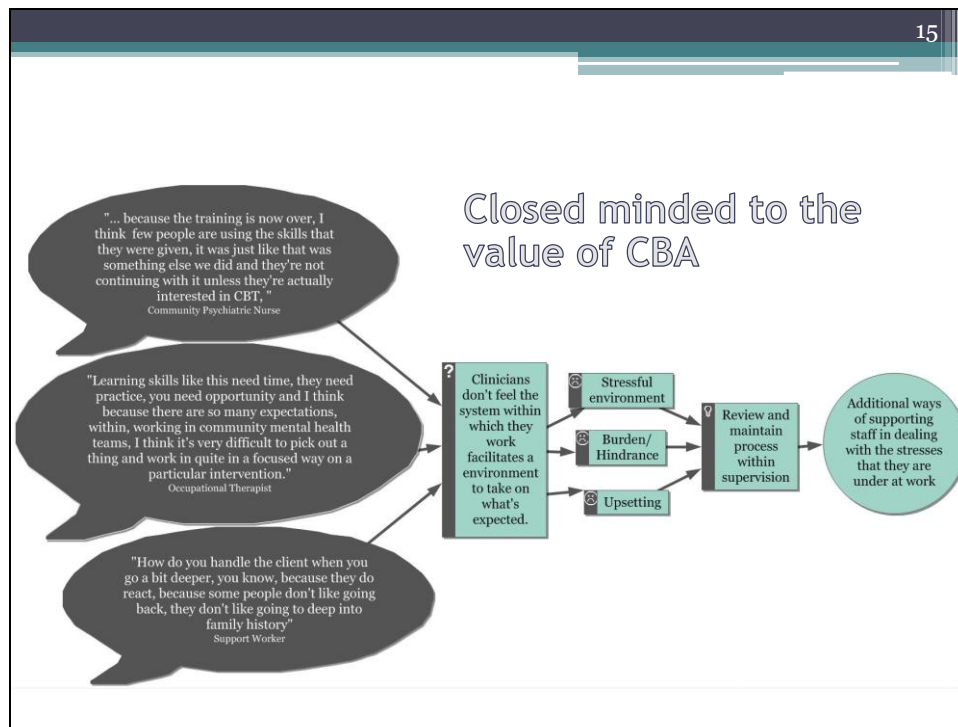 15
Closed minded to the
value of CBA
"... because the training is now over, I
think few people are using the skills that
they were given, it was just like that was
something else we did and they're not
continuing with it unless they're actually
interested in CBT, "
Community Psychiatric Nurse
"Learning skills like this need time, they need
practice, you need opportunity and I think
because there are so many expectations,
within, working in community mental health
teams, I think it's very difficult to pick out a
thing and work in quite in a focused way on a
particular intervention."
Occupational Therapist
"How do you handle the client when you
go a bit deeper, you know, because they do
react, because some people don't like going
back, they don't like going to deep into
family history"
Support Worker
?
Clinicians
don't feel the
system within
which they
work
facilitates a
environment
to take on
what's
expected.
Stressful
environment
Burden/
Hindrance
Upsetting
Review and
maintain
process
within
supervision
Additional ways
of supporting
staff in dealing
with the stresses
that they are
under at work